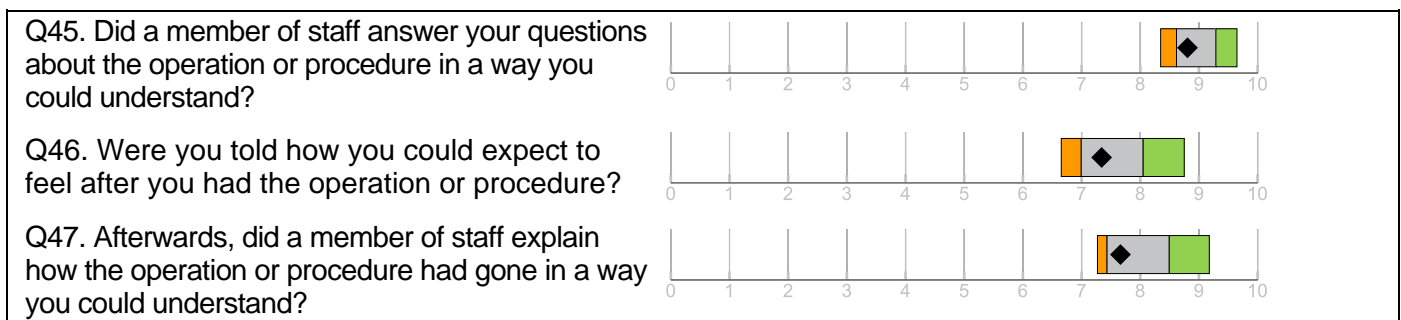 Q45. Did a member of staff answer your questions
about the operation or procedure in a way you
could understand?
0 1 2 3 4 5 6 7 8 9 10
Q46. Were you told how you could expect to
feel after you had the operation or procedure?
0 1 2 3 4 5 6 7 8 9 10
Q47. Afterwards, did a member of staff explain
how the operation or procedure had gone in a way
you could understand?
0 1 2 3 4 5 6 7 8 9 10